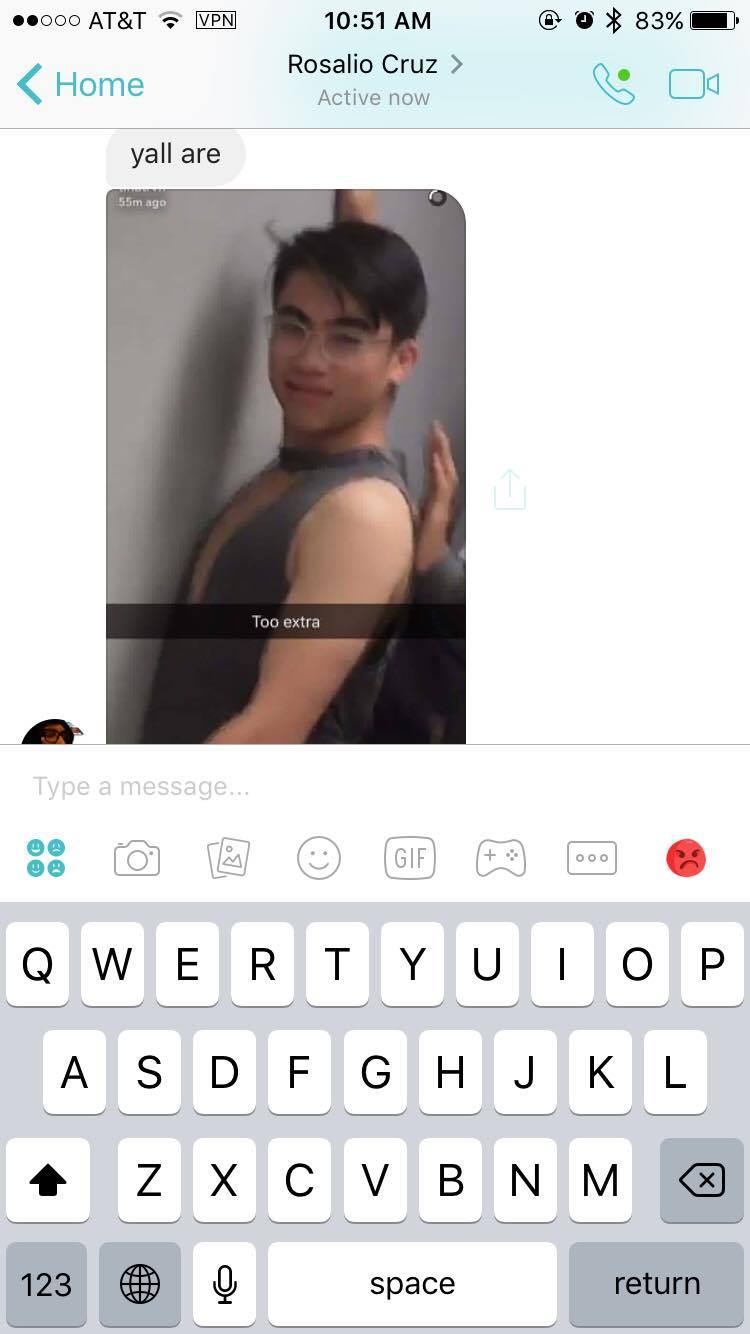 AT&T VPN 10:51 AM 83%
Home Rosalio Cruz
Active now
yall are
55m ago
Too extra
Type a message...
GIF
Q W E R T Y U I O P
A S D F G H J K L
Z X C V B N M
123 space return